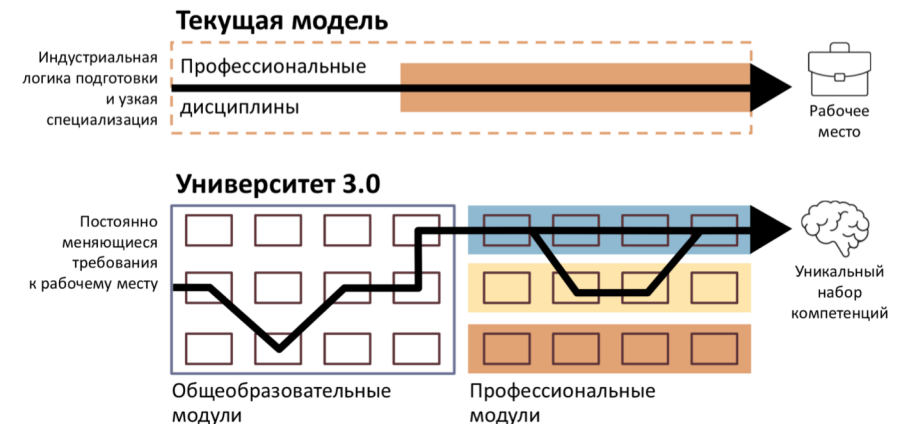 Текущая модель
Индустриальная
логика подготовки
и узкая
специализация
Профессиональные
дисциплины
Рабочее
место
Университет 3.0
Постоянно
меняющиеся
требования
к рабочему месту
Уникальный
набор
компетенций
Общеобразовательные
модули
Профессиональные
модули